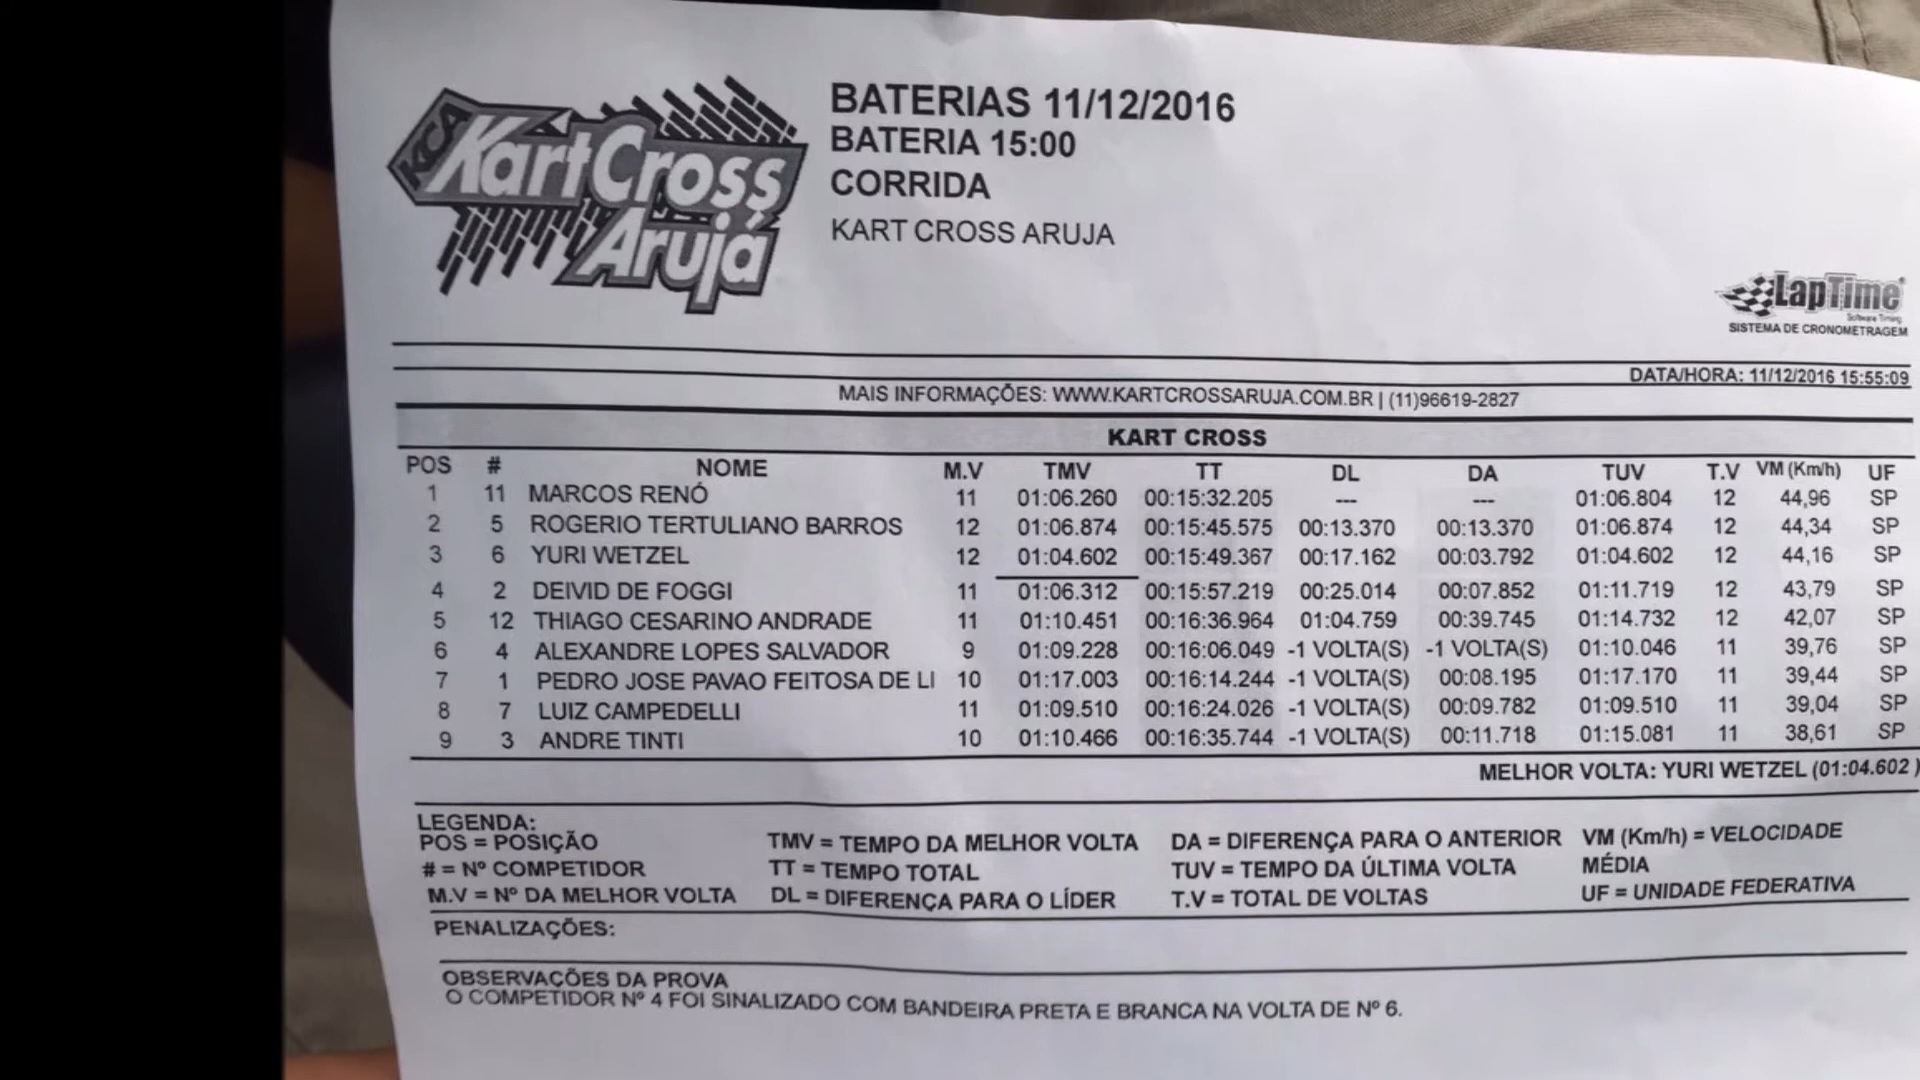 KCA
KartCross
Arujá
BATERIAS 11/12/2016
BATERIA 15:00
CORRIDA
KART CROSS ARUJA
LapTime
Software Timing
SISTEMA DE CRONOMETRAGEM
DATA/HORA: 11/12/2016 15:55:09
MAIS INFORMAÇÕES: WWW.KARTCROSSARUJA.COM.BR | (11)96619-2827
KART CROSS
POS # NOME M.V TMV TT DL DA TUV T.V VM (Km/h) UF
1 11 MARCOS RENÓ 11 01:06.260 00:15:32.205 --- --- 01:06.804 12 44,96 SP
2 5 ROGERIO TERTULIANO BARROS 12 01:06.874 00:15:45.575 00:13.370 00:13.370 01:06.874 12 44,34 SP
3 6 YURI WETZEL 12 01:04.602 00:15:49.367 00:17.162 00:03.792 01:04.602 12 44,16 SP
4 2 DEIVID DE FOGGI 11 01:06.312 00:15:57.219 00:25.014 00:07.852 01:11.719 12 43,79 SP
5 12 THIAGO CESARINO ANDRADE 11 01:10.451 00:16:36.964 01:04.759 00:39.745 01:14.732 12 42,07 SP
6 4 ALEXANDRE LOPES SALVADOR 9 01:09.228 00:16:06.049 -1 VOLTA(S) -1 VOLTA(S) 01:10.046 11 39,76 SP
7 1 PEDRO JOSE PAVAO FEITOSA DE LI 10 01:17.003 00:16:14.244 -1 VOLTA(S) 00:08.195 01:17.170 11 39,44 SP
8 7 LUIZ CAMPEDELLI 11 01:09.510 00:16:24.026 -1 VOLTA(S) 00:09.782 01:09.510 11 39,04 SP
9 3 ANDRE TINTI 10 01:10.466 00:16:35.744 -1 VOLTA(S) 00:11.718 01:15.081 11 38,61 SP
MELHOR VOLTA: YURI WETZEL (01:04.602 )
LEGENDA:
POS = POSIÇÃO TMV = TEMPO DA MELHOR VOLTA DA = DIFERENÇA PARA O ANTERIOR VM (Km/h) = VELOCIDADE
# = Nº COMPETIDOR TT = TEMPO TOTAL TUV = TEMPO DA ÚLTIMA VOLTA MÉDIA
M.V = Nº DA MELHOR VOLTA DL = DIFERENÇA PARA O LÍDER T.V = TOTAL DE VOLTAS UF = UNIDADE FEDERATIVA
PENALIZAÇÕES:
OBSERVAÇÕES DA PROVA
O COMPETIDOR Nº 4 FOI SINALIZADO COM BANDEIRA PRETA E BRANCA NA VOLTA DE Nº 6.